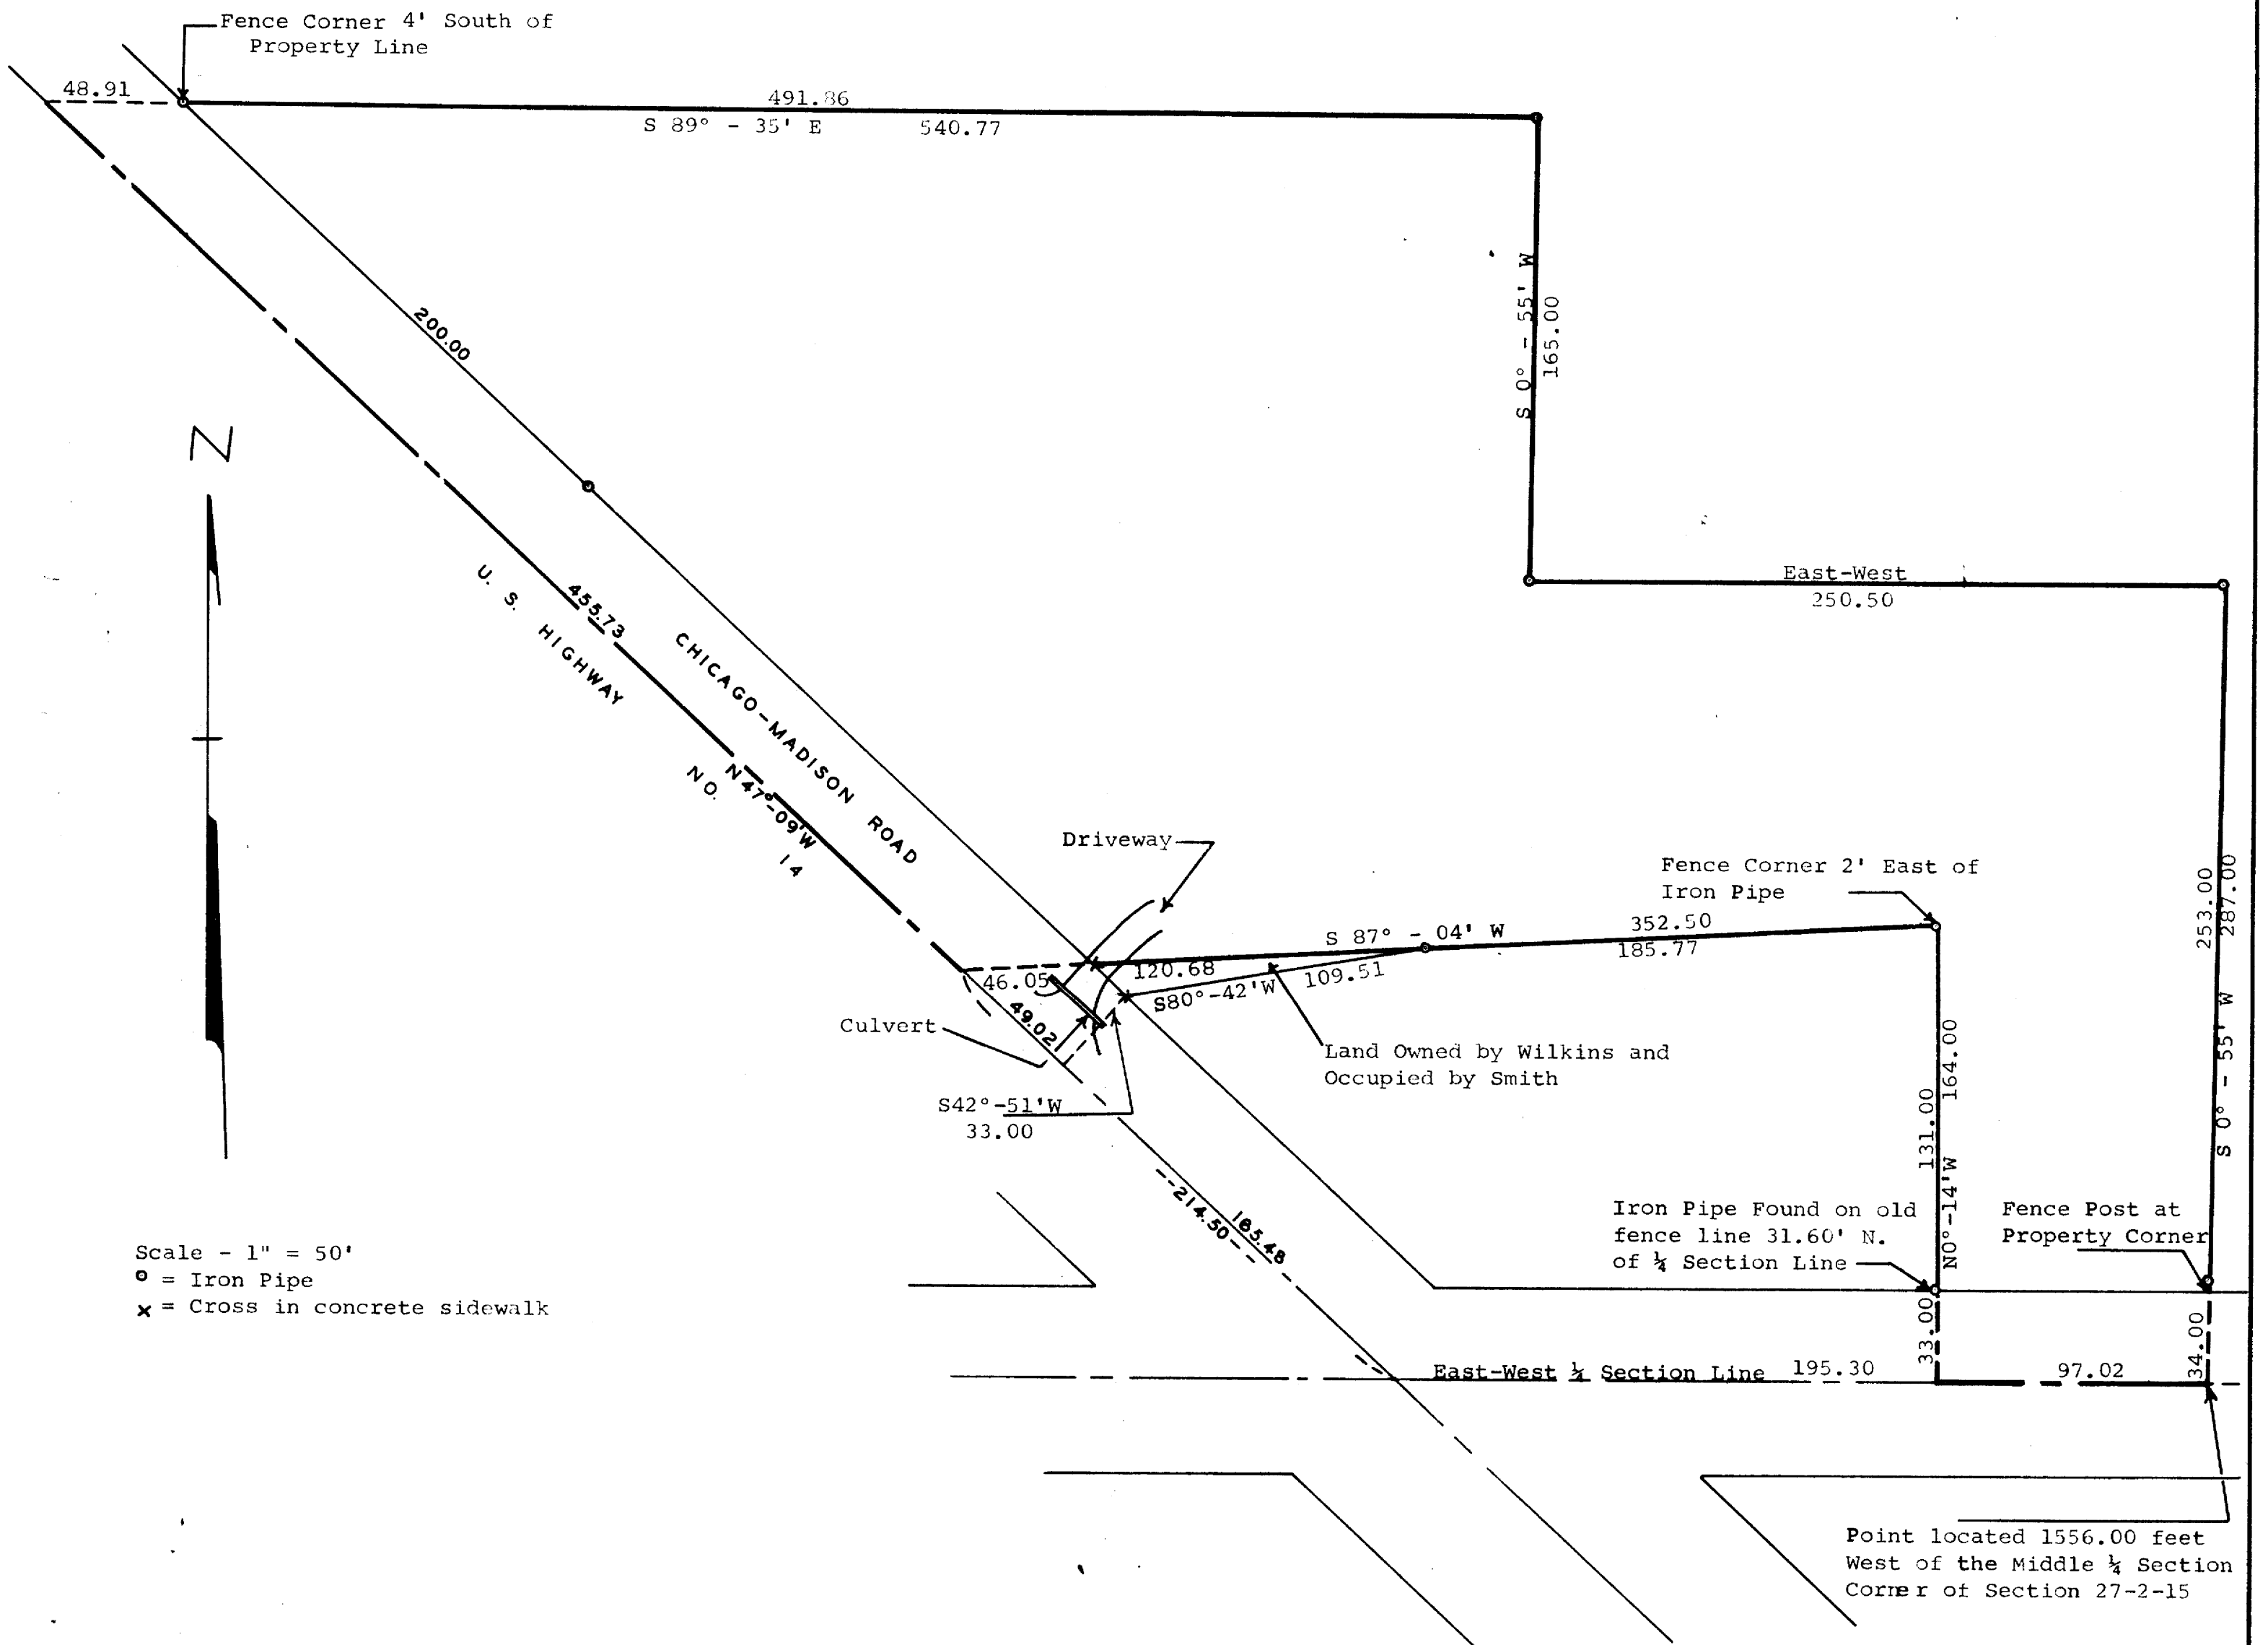 Fence Corner 4' South of
Property Line
48.91
491.86
S 89° - 35' E 540.77
S 0° - 55' W
165.00
200.00
N
East-West
250.50
455.73
U. S. HIGHWAY NO. 14
CHICAGO-MADISON ROAD
N47°-09'W
Driveway
Fence Corner 2' East of
Iron Pipe
253.00
287.00
S 0° - 55' W
S 87° - 04' W
352.50
185.77
120.68
46.05
S80°-42'W 109.51
49.02
Culvert
Land Owned by Wilkins and
Occupied by Smith
S42°-51'W
33.00
131.00
164.00
N0°-14'W
Iron Pipe Found on old
fence line 31.60' N.
of ¼ Section Line
Fence Post at
Property Corner
214.50
185.48
Scale - 1" = 50'
= Iron Pipe
x = Cross in concrete sidewalk
33.00
34.00
East-West ¼ Section Line 195.30
97.02
Point located 1556.00 feet
West of the Middle ¼ Section
Corner of Section 27-2-15